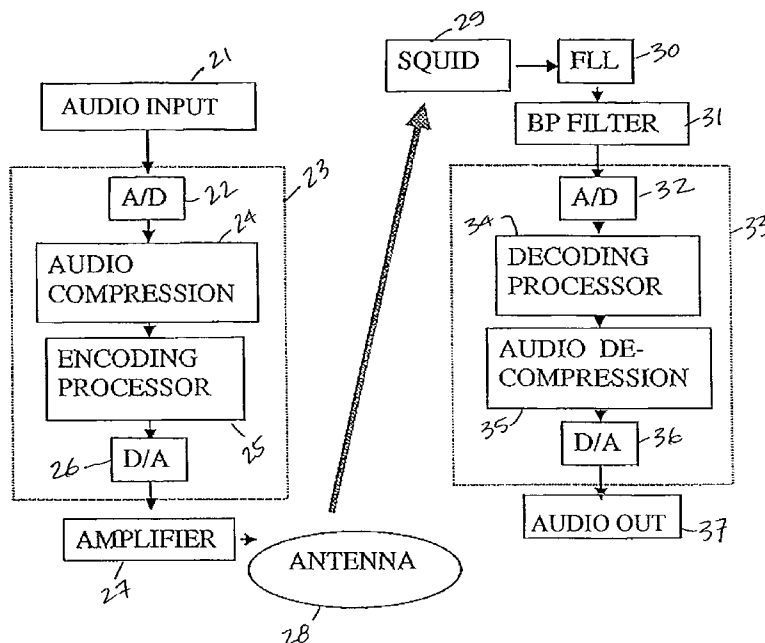 21
AUDIO INPUT
23
A/D
22
24
AUDIO
COMPRESSION
ENCODING
PROCESSOR
25
26
D/A
AMPLIFIER
27
ANTENNA
28
29
SQUID
FLL
30
BP FILTER
31
A/D
32
33
34
DECODING
PROCESSOR
AUDIO DE-
COMPRESSION
35
D/A
36
AUDIO OUT
37